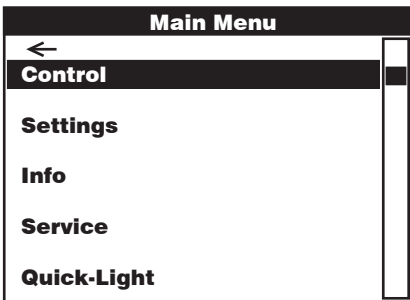 Main Menu
Control
Settings
Info
Service
Quick-Light